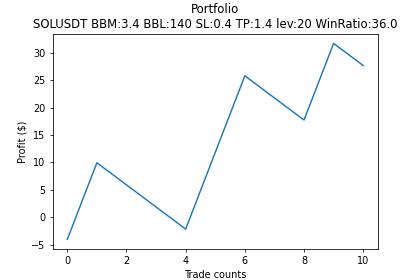 Portfolio
SOLUSDT BBM:3.4 BBL:140 SL:0.4 TP:1.4 lev:20 WinRatio:36.0
30
25
20
15
10
5
0
−5
Profit ($)
0 2 4 6 8 10
Trade counts